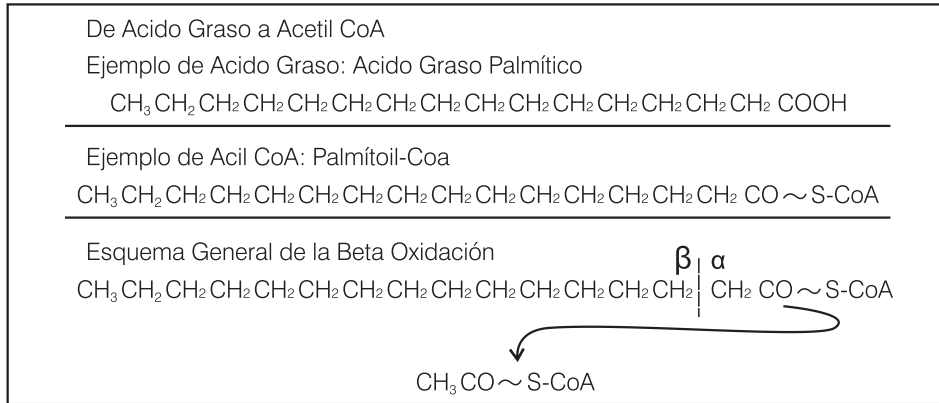 De Acido Graso a Acetil CoA
Ejemplo de Acido Graso: Acido Graso Palmítico
CH₃ CH₂ CH₂ CH₂ CH₂ CH₂ CH₂ CH₂ CH₂ CH₂ CH₂ CH₂ CH₂ CH₂ CH₂ COOH
Ejemplo de Acil CoA: Palmítoil-Coa
CH₃ CH₂ CH₂ CH₂ CH₂ CH₂ CH₂ CH₂ CH₂ CH₂ CH₂ CH₂ CH₂ CH₂ CH₂ CO ~ S-CoA
Esquema General de la Beta Oxidación
β α
CH₃ CH₂ CH₂ CH₂ CH₂ CH₂ CH₂ CH₂ CH₂ CH₂ CH₂ CH₂ CH₂ CH₂ CH₂ CO ~ S-CoA
CH₃ CO ~ S-CoA